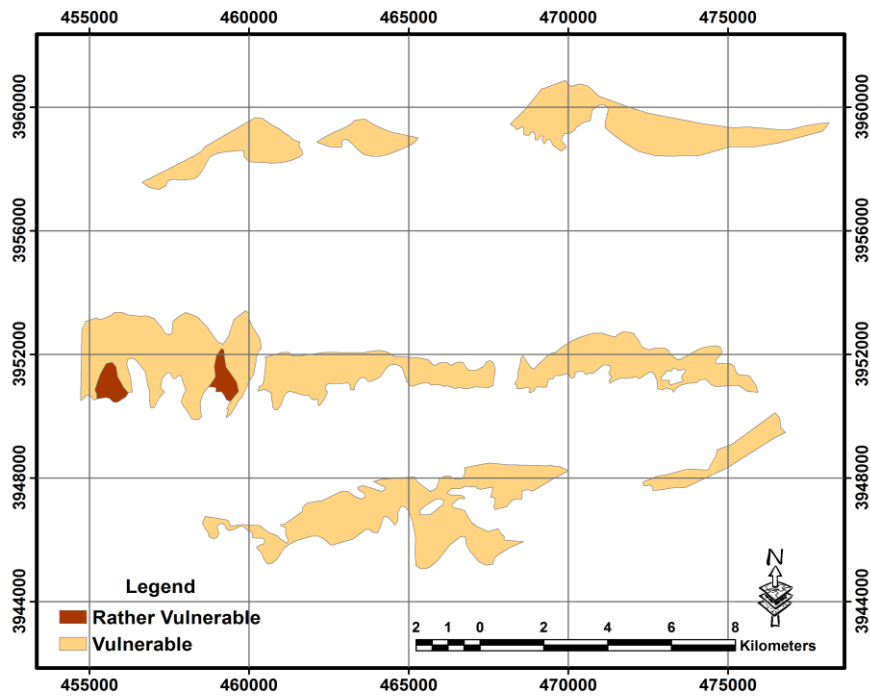 455000 460000 465000 470000 475000
3960000 3960000
3956000 3956000
3952000 3952000
3948000 3948000
3944000 3944000
N
Legend
Rather Vulnerable
Vulnerable
2 1 0 2 4 6 8
Kilometers
455000 460000 465000 470000 475000